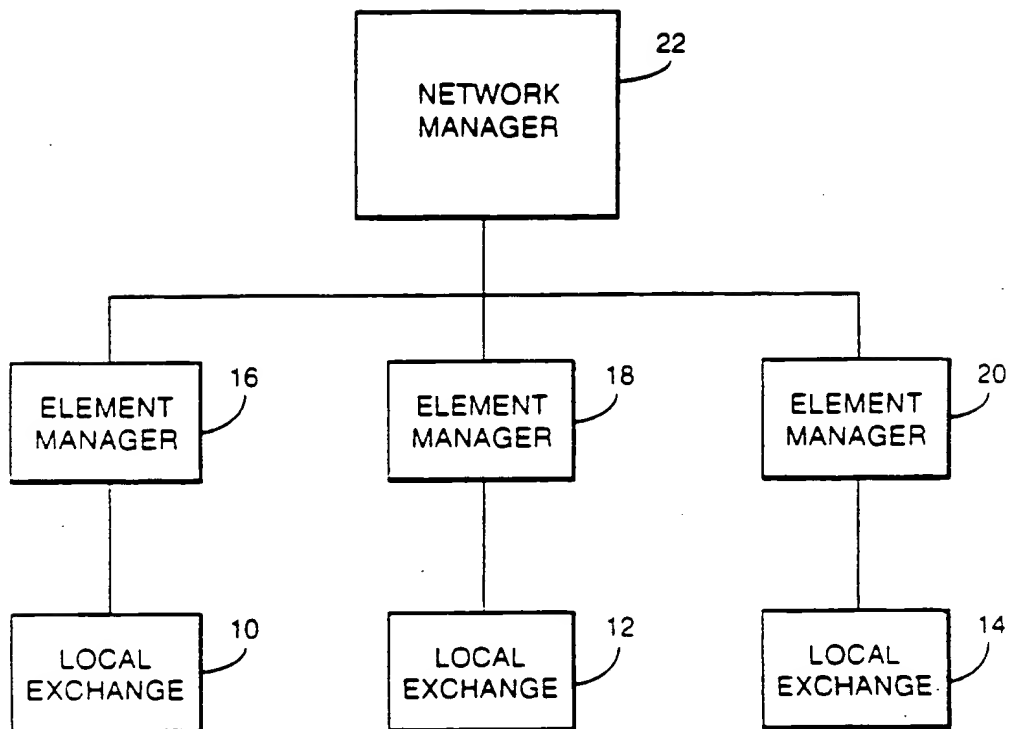 22
NETWORK
MANAGER
16
ELEMENT
MANAGER
18
ELEMENT
MANAGER
20
ELEMENT
MANAGER
10
LOCAL
EXCHANGE
12
LOCAL
EXCHANGE
14
LOCAL
EXCHANGE